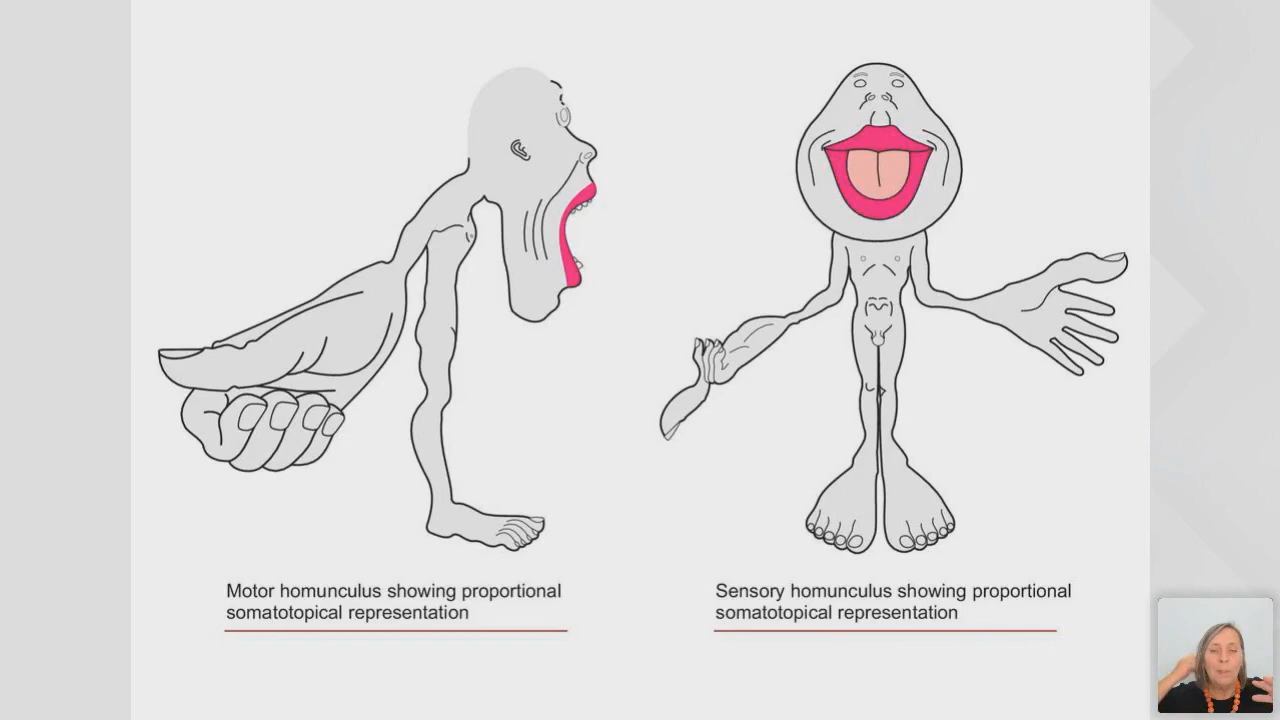 Motor homunculus showing proportional
somatotopical representation
Sensory homunculus showing proportional
somatotopical representation